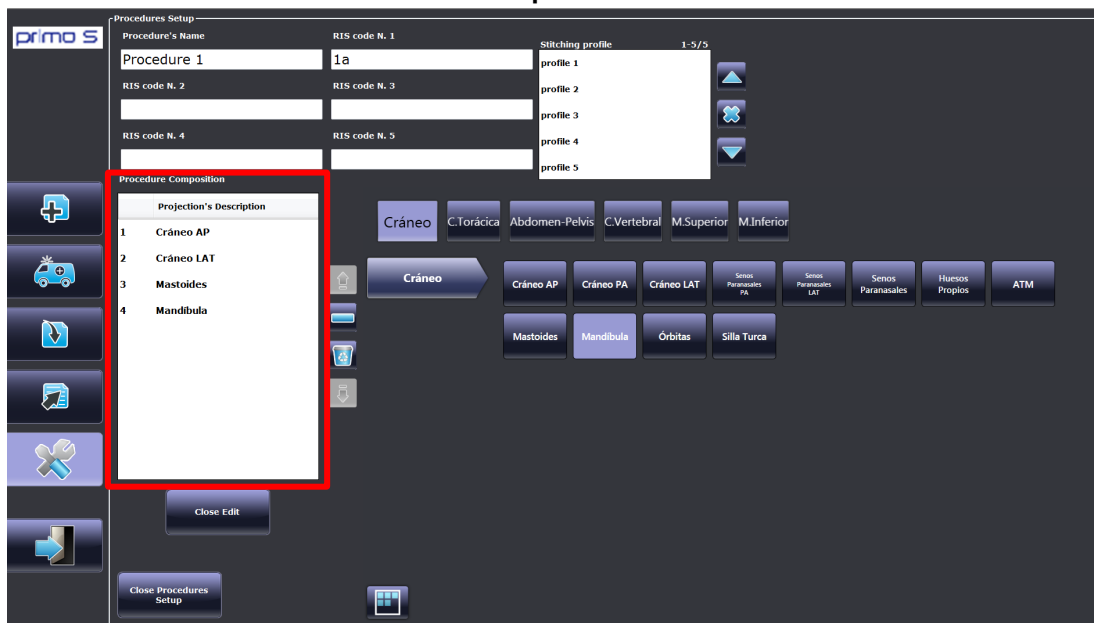 Procedures Setup
primo S
Procedure's Name
RIS code N. 1
Stitching profile
1-5/5
Procedure 1
1a
profile 1
RIS code N. 2
RIS code N. 3
profile 2
profile 3
RIS code N. 4
RIS code N. 5
profile 4
profile 5
Procedure Composition
Projection's Description
1 Cráneo AP
2 Cráneo LAT
3 Mastoides
4 Mandíbula
Cráneo
C.Torácica
Abdomen-Pelvis
C.Vertebral
M.Superior
M.Inferior
Cráneo
Cráneo AP
Cráneo PA
Cráneo LAT
Senos
Paranasales
PA
Senos
Paranasales
LAT
Senos
Paranasales
Huesos
Propios
ATM
Mastoides
Mandíbula
Órbitas
Silla Turca
Close Edit
Close Procedures
Setup